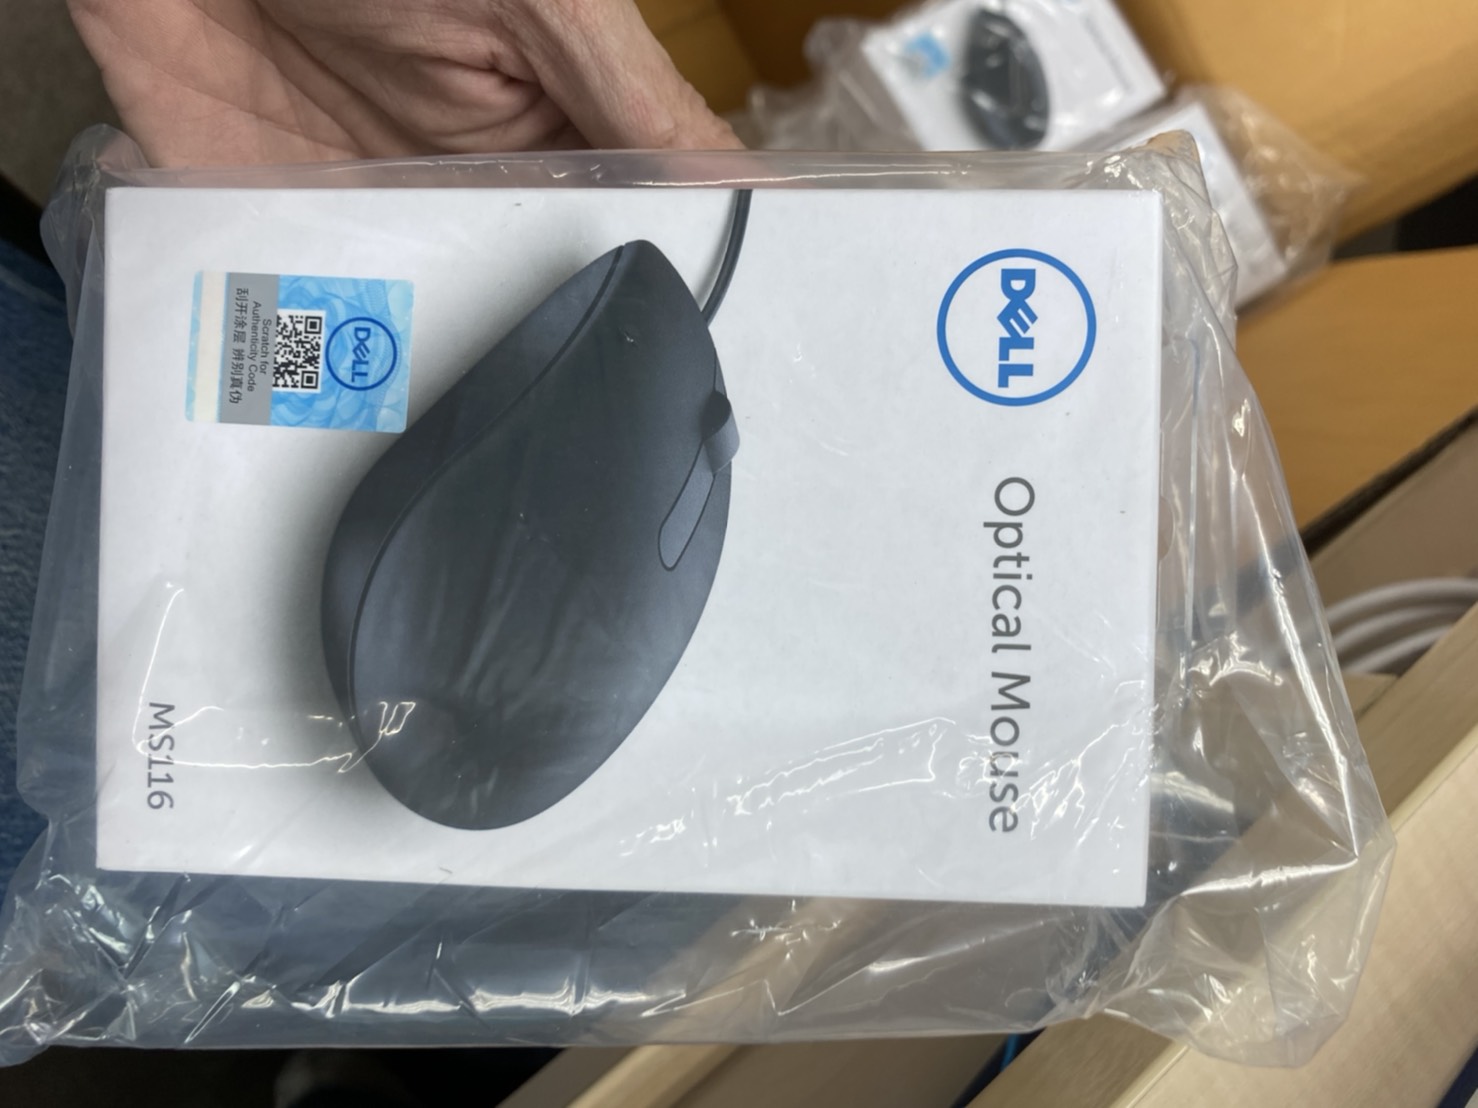 DELL
Optical Mouse
DELL
Scratch for
Authenticity Code
刮开涂层 辨别真伪
MS116